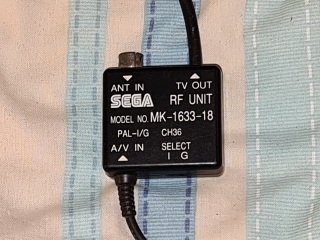 ANT IN TV OUT
SEGA RF UNIT
MODEL NO. MK-1633-18
PAL-I/G CH36
A/V IN SELECT
I G